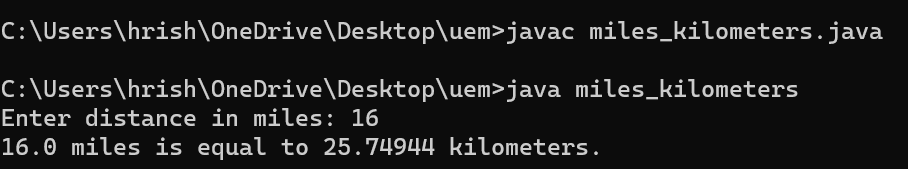 C:\Users\hrish\OneDrive\Desktop\uem>javac miles_kilometers.java
C:\Users\hrish\OneDrive\Desktop\uem>java miles_kilometers
Enter distance in miles: 16
16.0 miles is equal to 25.74944 kilometers.